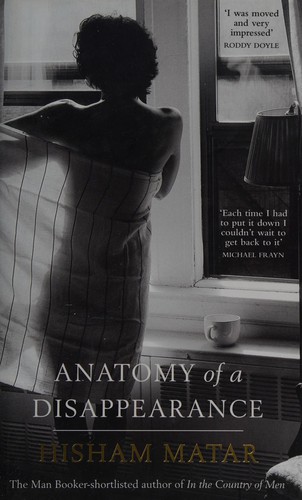 'I was moved
and very
impressed'
RODDY DOYLE
'Each time I had
to put it down I
couldn't wait to
get back to it'
MICHAEL FRAYN
ANATOMY of a
DISAPPEARANCE
HISHAM MATAR
The Man Booker-shortlisted author of In the Country of Men